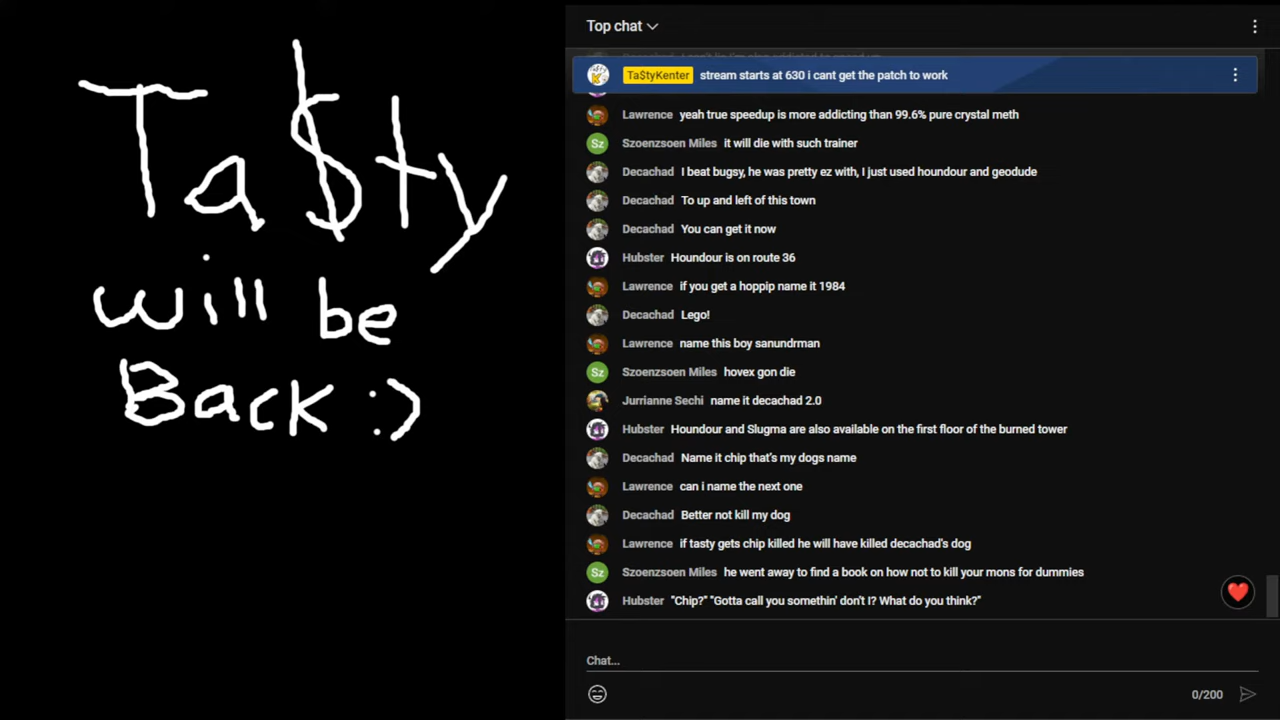 Ta$ty
will be
Back :)
Top chat
Ta$tyKenter stream starts at 630 i cant get the patch to work
Lawrence yeah true speedup is more addicting than 99.6% pure crystal meth
Sz Szoenzsoen Miles it will die with such trainer
Decachad I beat bugsy, he was pretty ez with, I just used houndour and geodude
Decachad To up and left of this town
Decachad You can get it now
Hubster Houndour is on route 36
Lawrence if you get a hoppip name it 1984
Decachad Lego!
Lawrence name this boy sanundrman
Sz Szoenzsoen Miles hovex gon die
Jurrianne Sechi name it decachad 2.0
Hubster Houndour and Slugma are also available on the first floor of the burned tower
Decachad Name it chip that's my dogs name
Lawrence can i name the next one
Decachad Better not kill my dog
Lawrence if tasty gets chip killed he will have killed decachad's dog
Sz Szoenzsoen Miles he went away to find a book on how not to kill your mons for dummies
Hubster "Chip?" "Gotta call you somethin' don't I? What do you think?"
Chat...
0/200